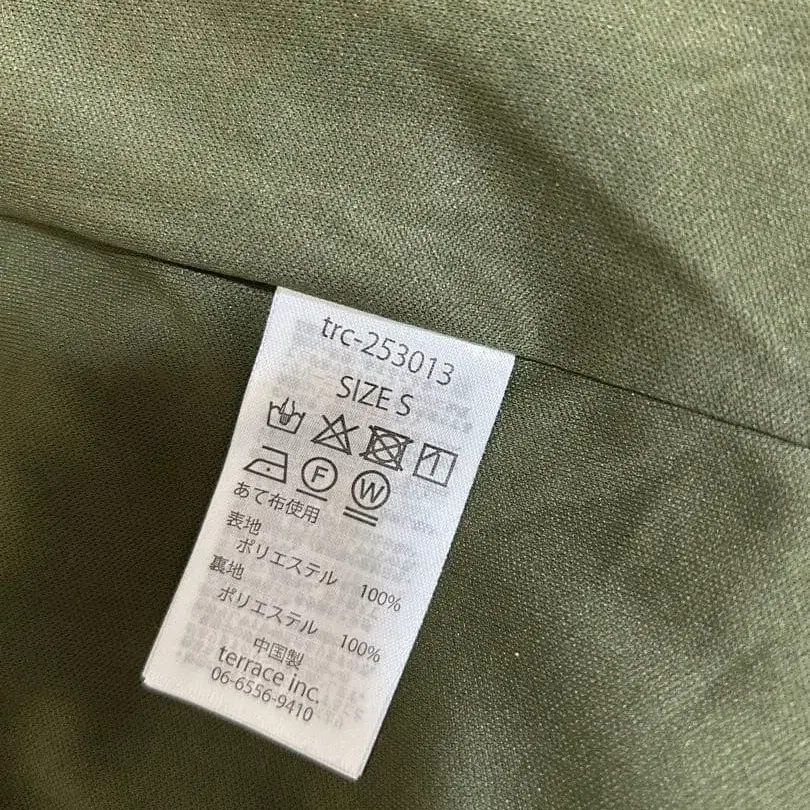 trc-253013
SIZE S
F W
あて布使用
表地
ポリエステル 100%
裏地
ポリエステル 100%
中国製
terrace inc.
06-6556-9410